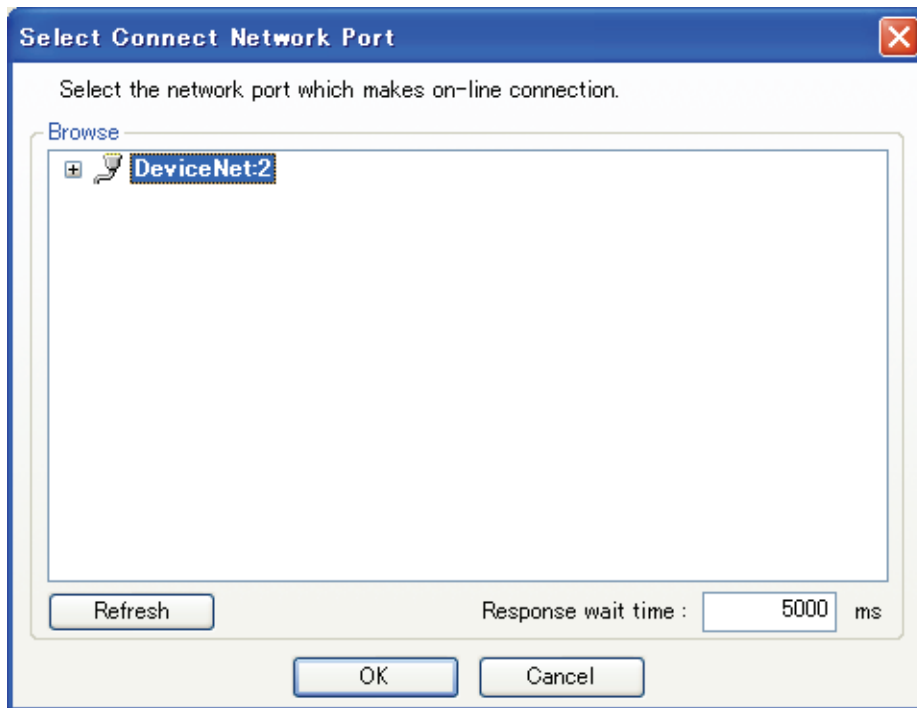 Select Connect Network Port
Select the network port which makes on-line connection.
Browse
DeviceNet:2
Refresh
Response wait time : 5000 ms
OK
Cancel